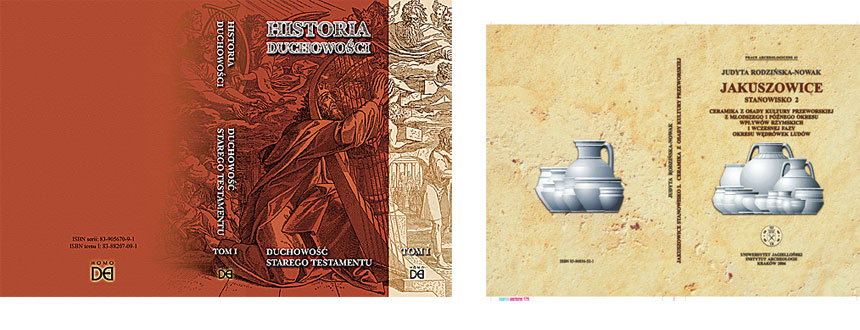 ISBN serii: 83-905670-9-1
ISBN tomu I: 83-88207-09-1
HOMO
DEI
HISTORIA
DUCHOWOŚCI
DUCHOWOŚĆ
STAREGO TESTAMENTU
TOM I
HISTORIA
DUCHOWOŚCI
DUCHOWOŚĆ
STAREGO TESTAMENTU
TOM I
HOMO
DEI
JUDYTA RODZIŃSKA-NOWAK
JAKUSZOWICE STANOWISKO 2. CERAMIKA Z OSADY KULTURY PRZEWORSKIEJ
PRACE ARCHEOLOGICZNE
JUDYTA RODZIŃSKA-NOWAK
JAKUSZOWICE
STANOWISKO 2
CERAMIKA Z OSADY KULTURY PRZEWORSKIEJ
Z MŁODSZEGO I PÓŹNEGO OKRESU
WPŁYWÓW RZYMSKICH
I WCZESNEJ FAZY
OKRESU WĘDRÓWEK LUDÓW
UNIWERSYTET JAGIELLOŃSKI
INSTYTUT ARCHEOLOGII
KRAKÓW 2006